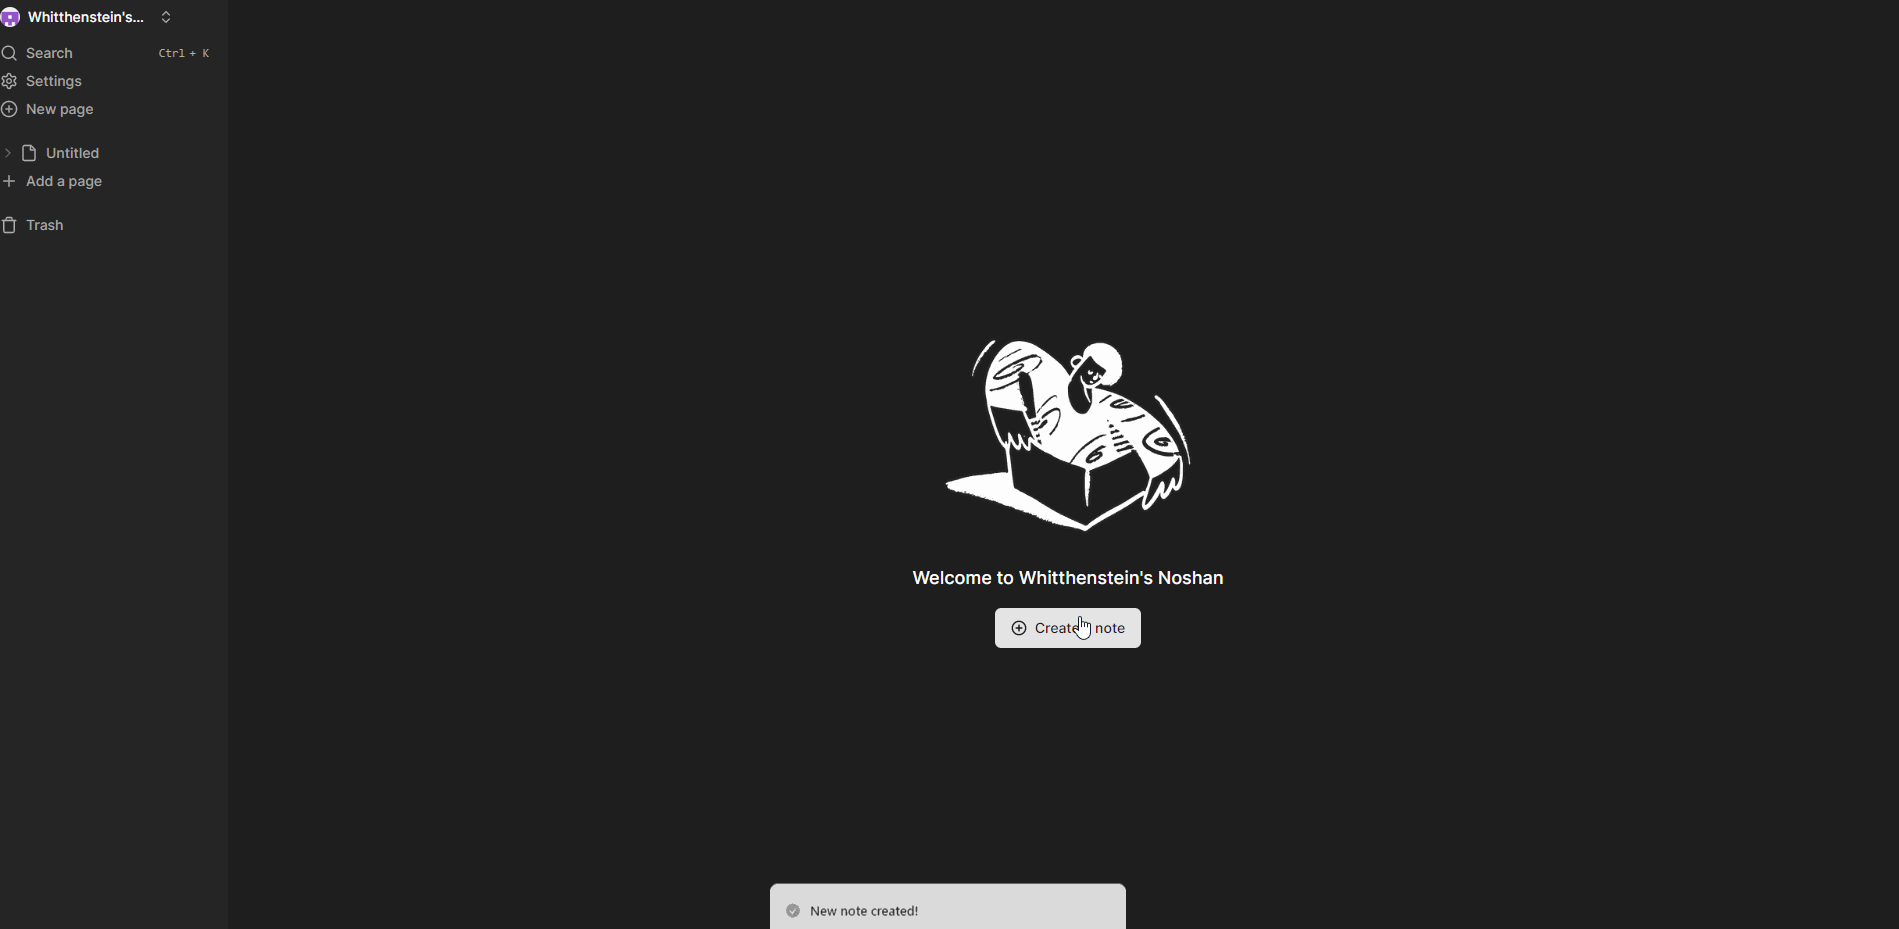 Whitthenstein's...
Search Ctrl + K
Settings
New page
Untitled
Add a page
Trash
Welcome to Whitthenstein's Noshan
Create note
New note created!